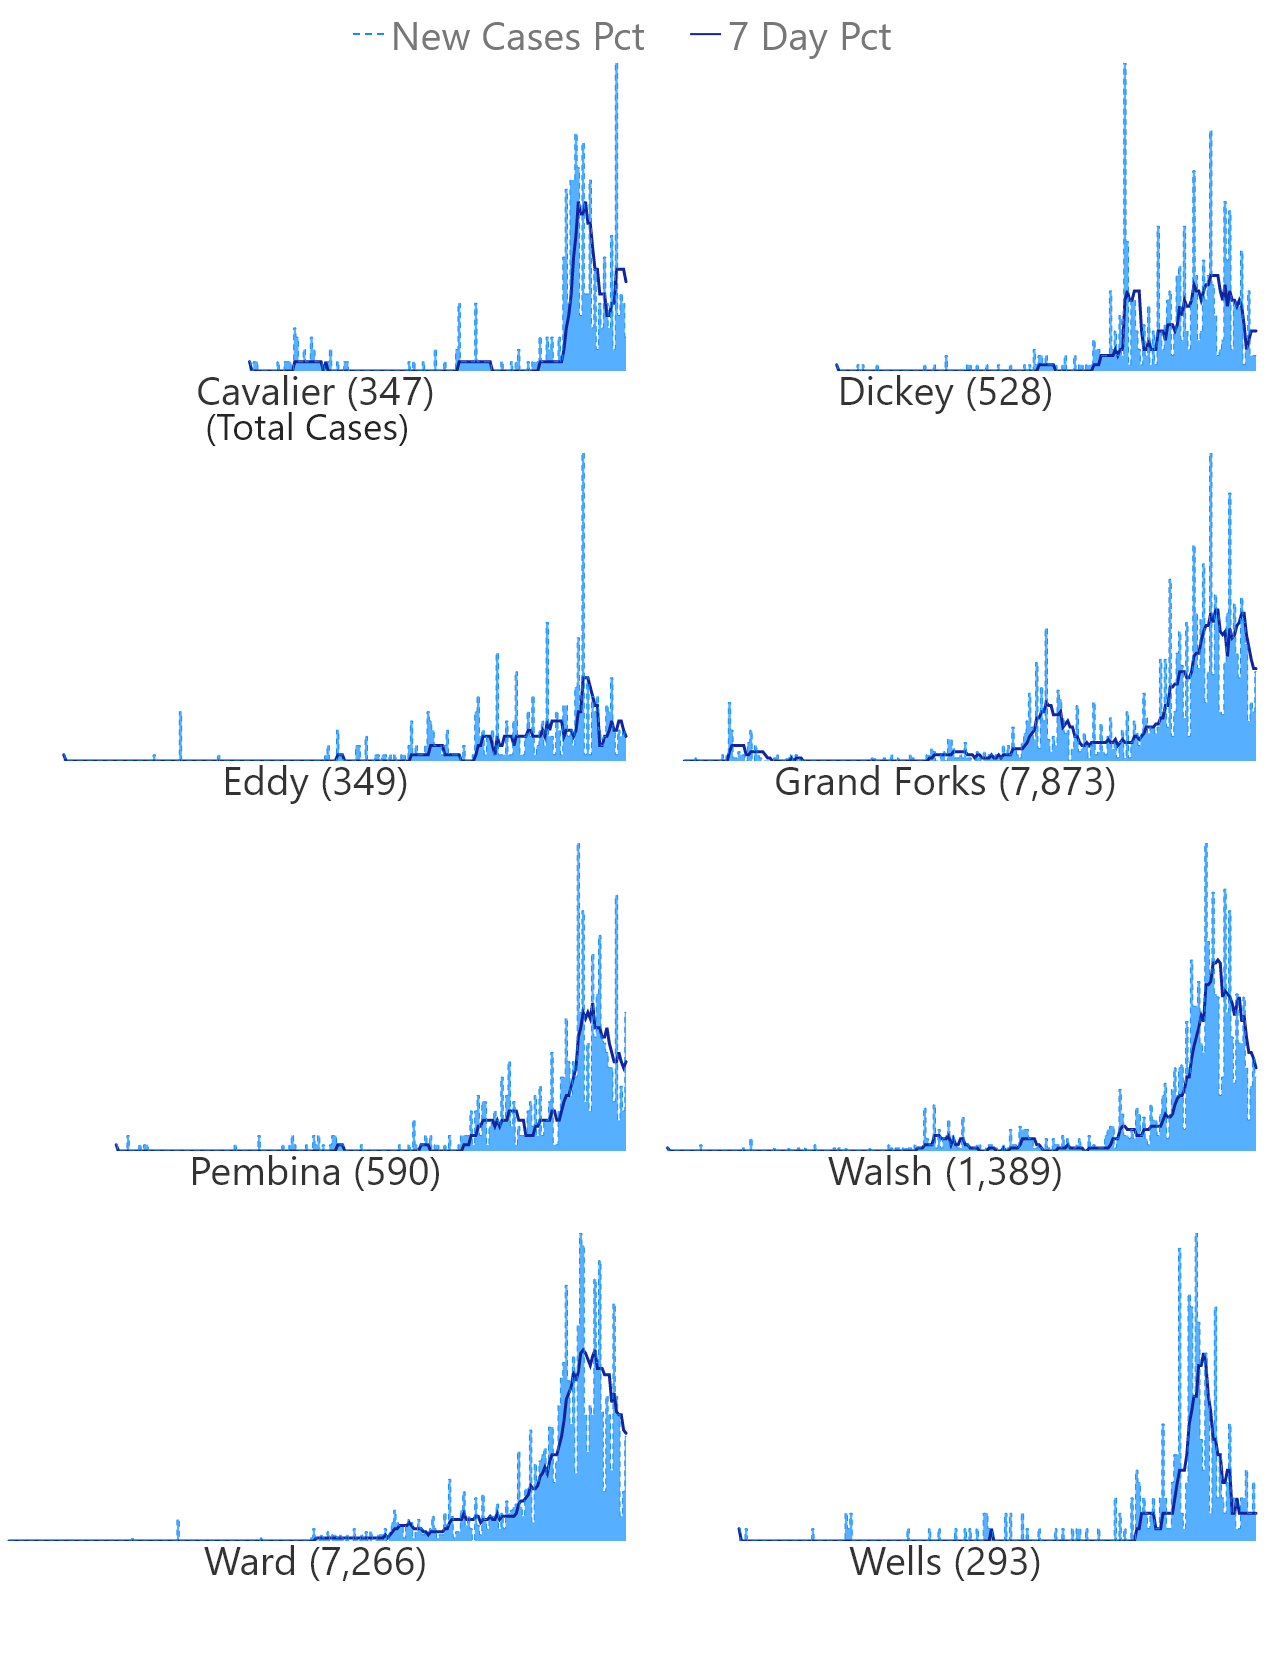 New Cases Pct 7 Day Pct
Cavalier (347) Dickey (528)
(Total Cases)
Eddy (349) Grand Forks (7,873)
Pembina (590) Walsh (1,389)
Ward (7,266) Wells (293)